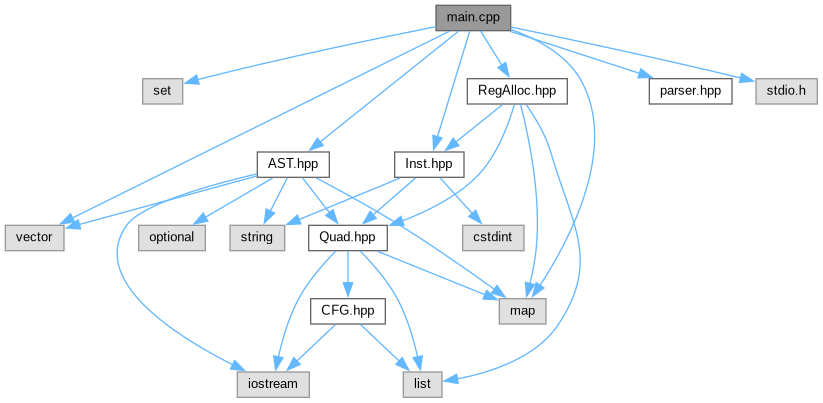 main.cpp
set
RegAlloc.hpp
parser.hpp
stdio.h
AST.hpp
Inst.hpp
vector
optional
string
Quad.hpp
cstdint
CFG.hpp
map
iostream
list